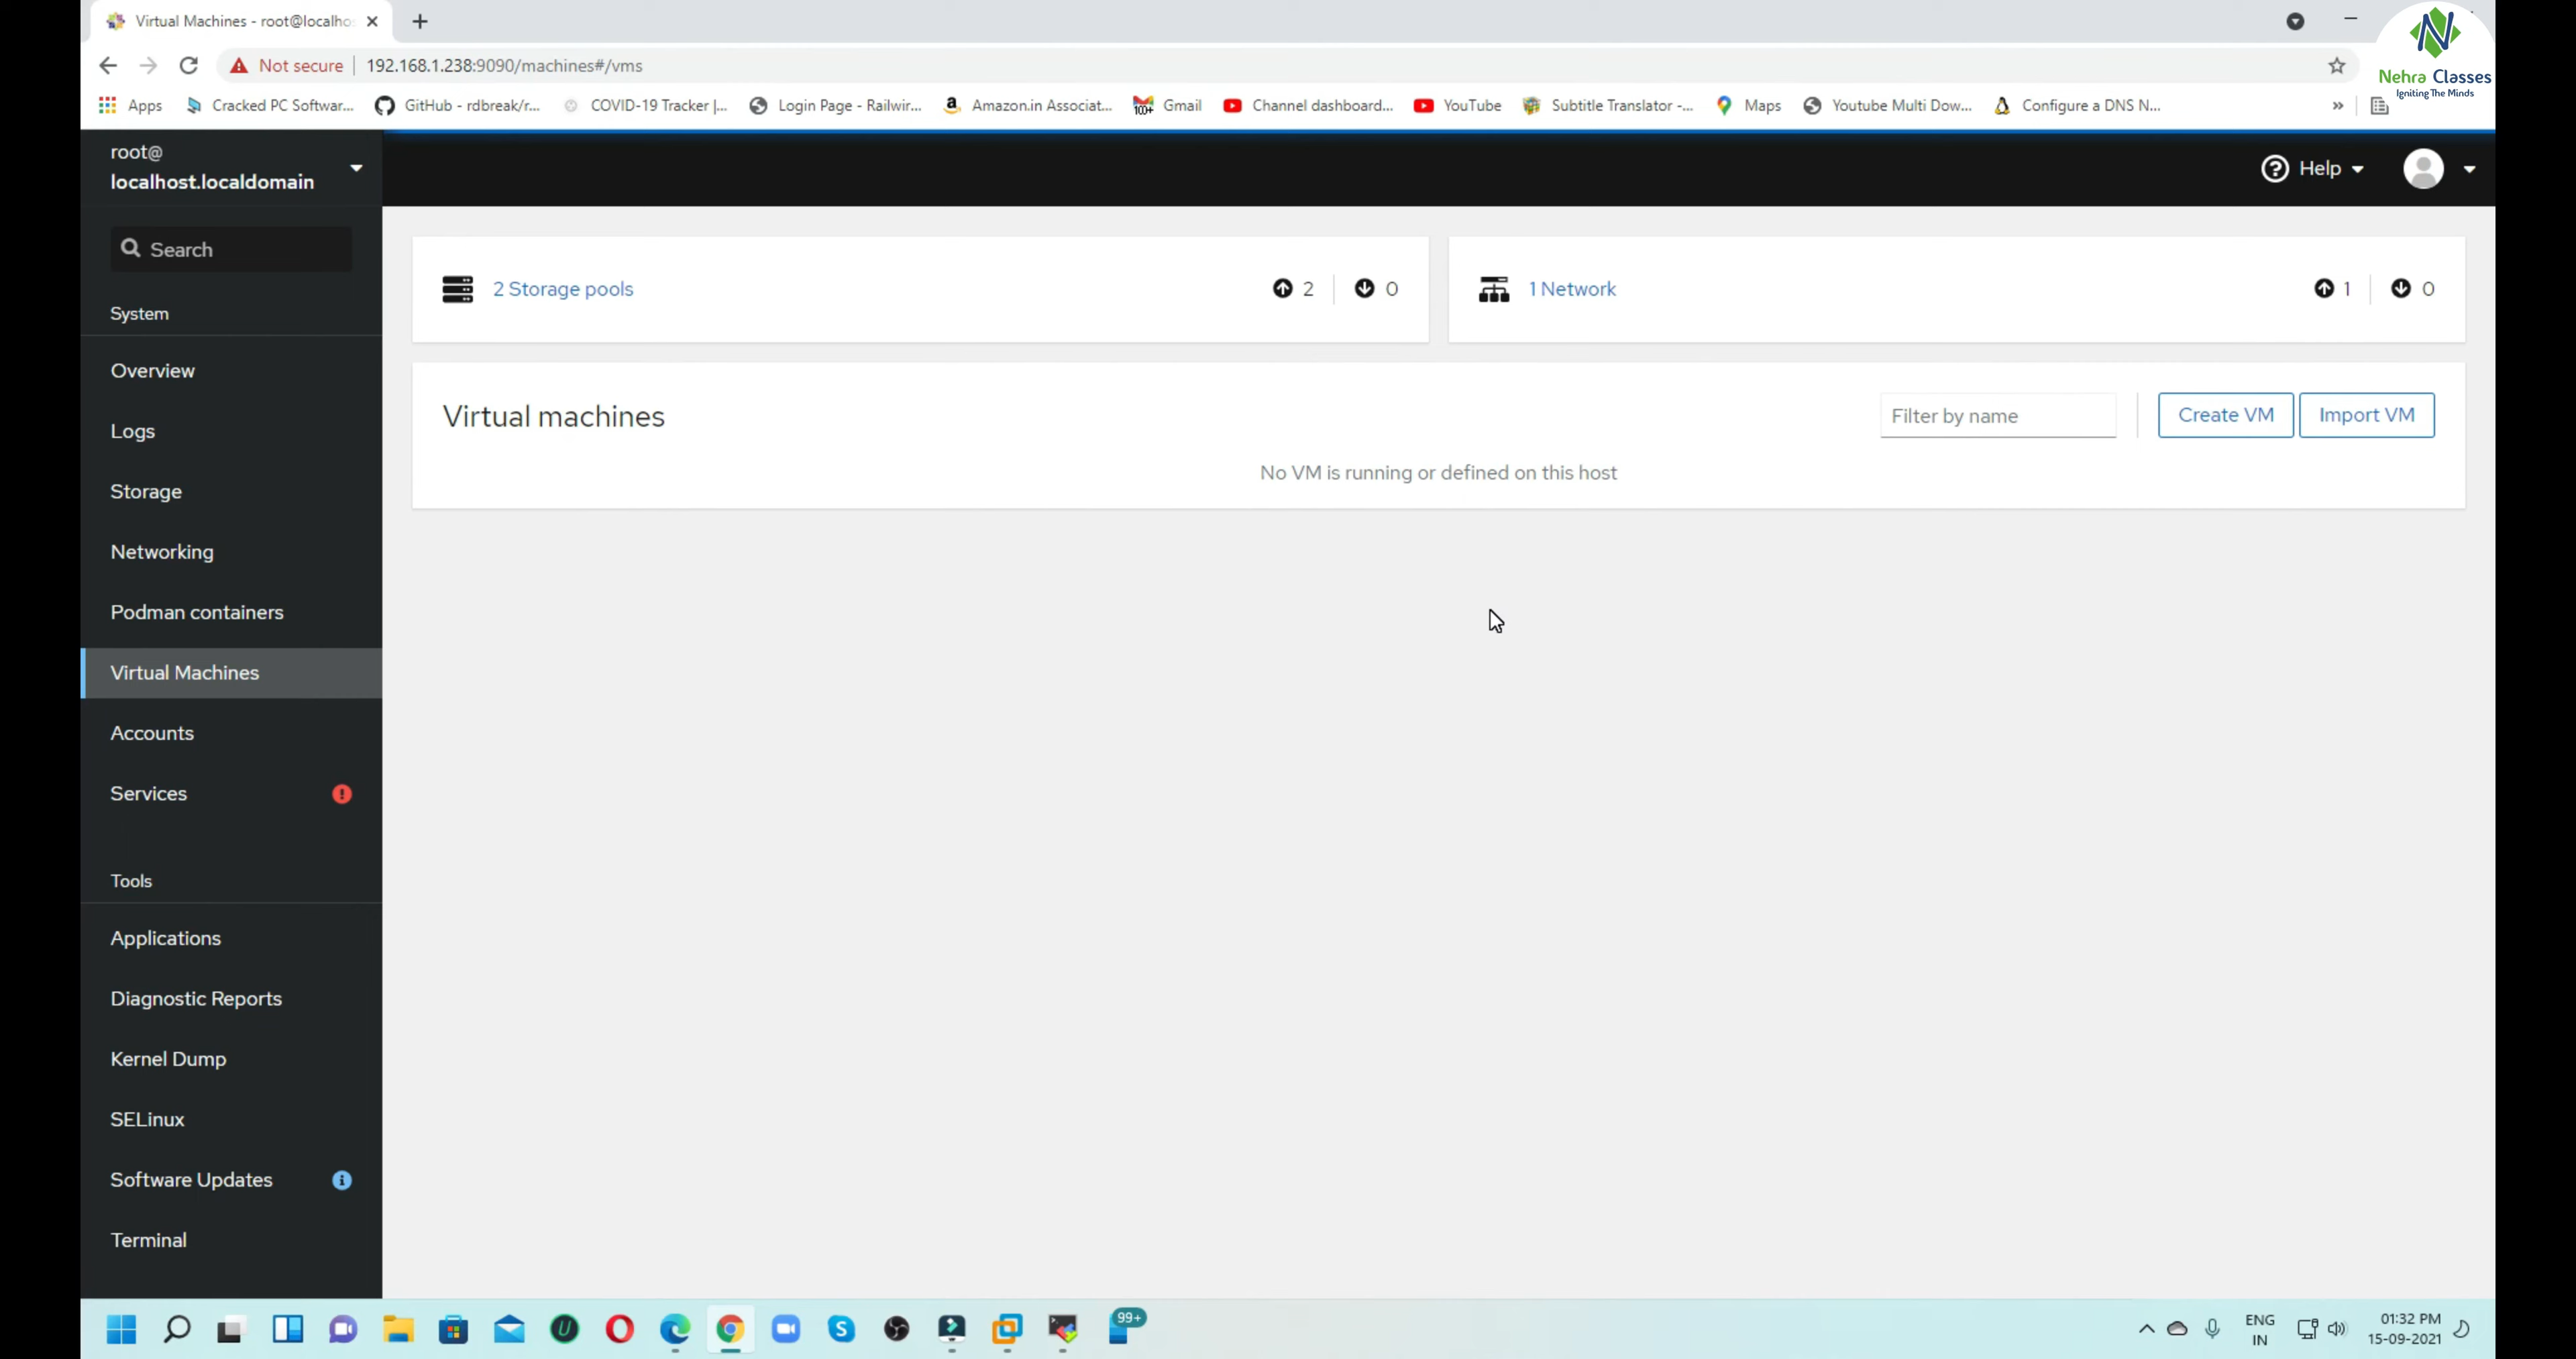 Virtual Machines - root@localho
Not secure
192.168.1.238:9090/machines#/vms
N
Nehra Classes
Igniting The Minds
Apps
Cracked PC Softwar...
GitHub - rdbreak/r...
COVID-19 Tracker |...
Login Page - Railwir...
Amazon.in Associat...
100+
Gmail
Channel dashboard...
YouTube
Subtitle Translator -...
Maps
Youtube Multi Dow...
Configure a DNS N...
»
root@
localhost.localdomain
Help
Search
System
Overview
Logs
Storage
Networking
Podman containers
Virtual Machines
Accounts
Services
Tools
Applications
Diagnostic Reports
Kernel Dump
SELinux
Software Updates
Terminal
2 Storage pools
2
0
1 Network
1
0
Virtual machines
Filter by name
Create VM
Import VM
No VM is running or defined on this host
99+
ENG
IN
01:32 PM
15-09-2021